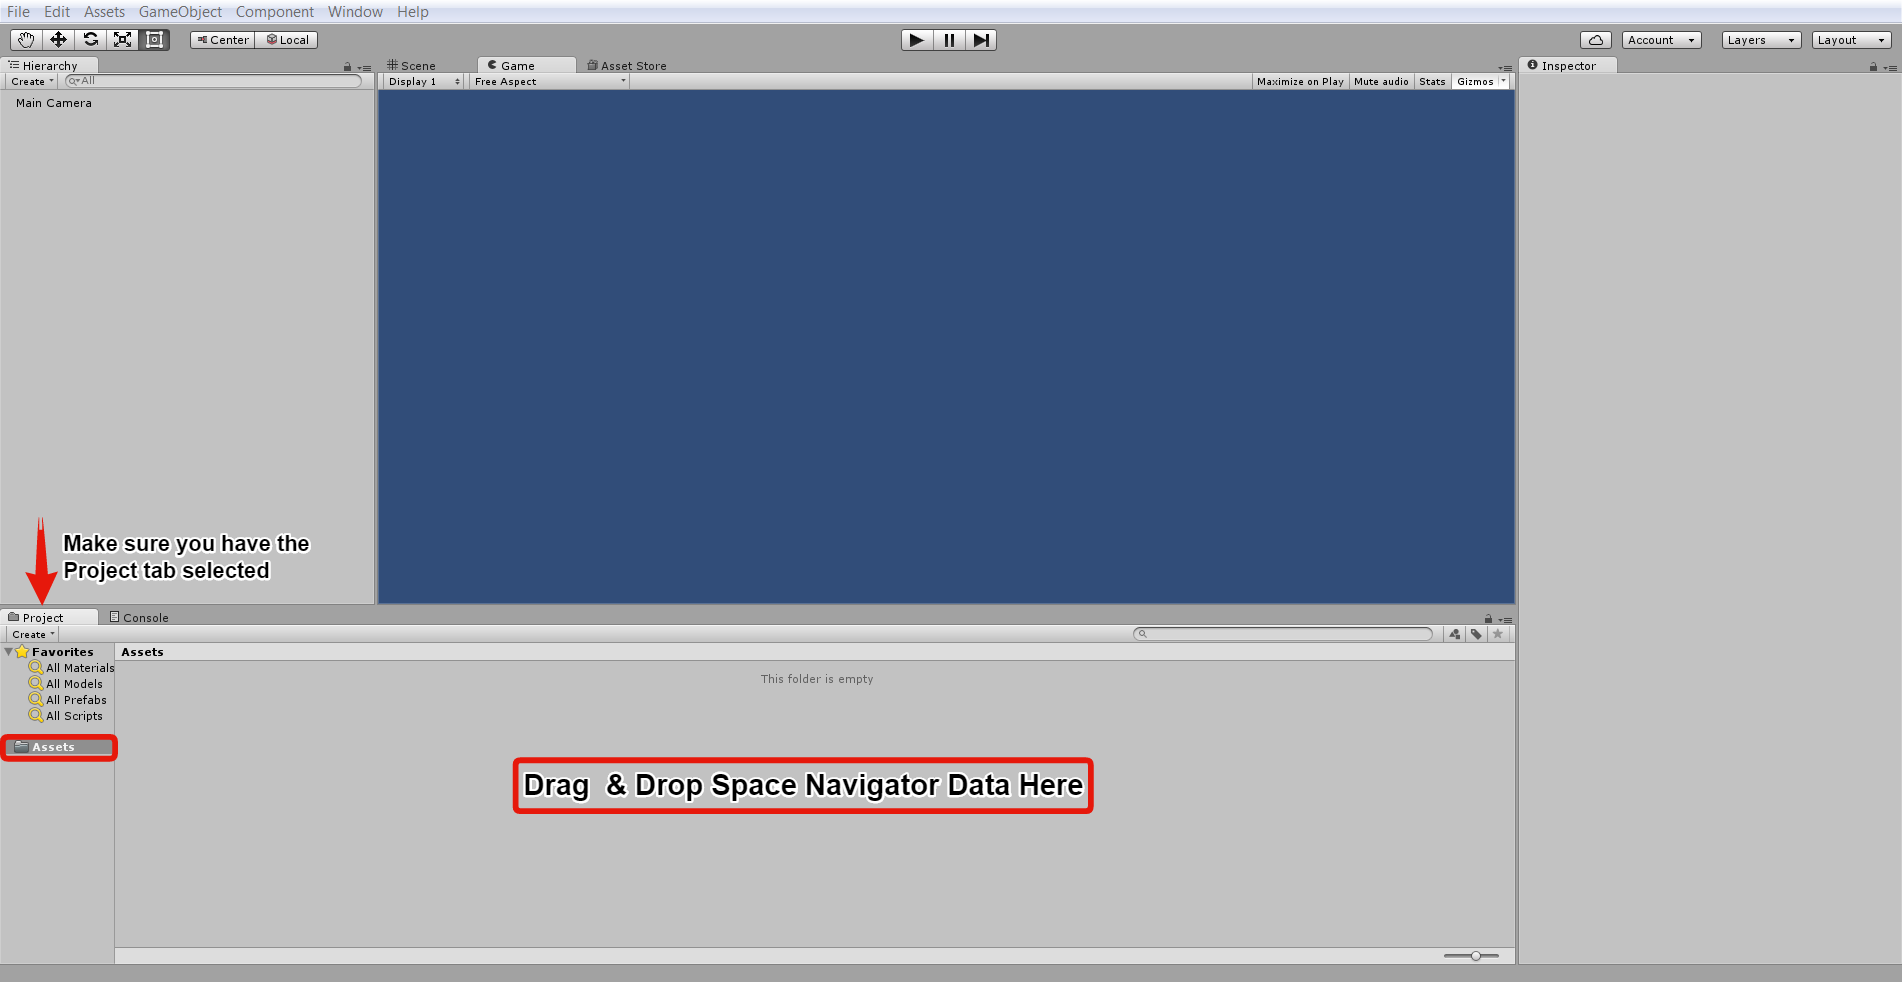 File Edit Assets GameObject Component Window Help
Center Local
Account Layers Layout
Hierarchy
Create All
Main Camera
Scene Game Asset Store
Display 1 Free Aspect Maximize on Play Mute audio Stats Gizmos
Inspector
Make sure you have the
Project tab selected
Project Console
Create
Favorites
All Materials
All Models
All Prefabs
All Scripts
Assets
Assets
This folder is empty
Drag & Drop Space Navigator Data Here